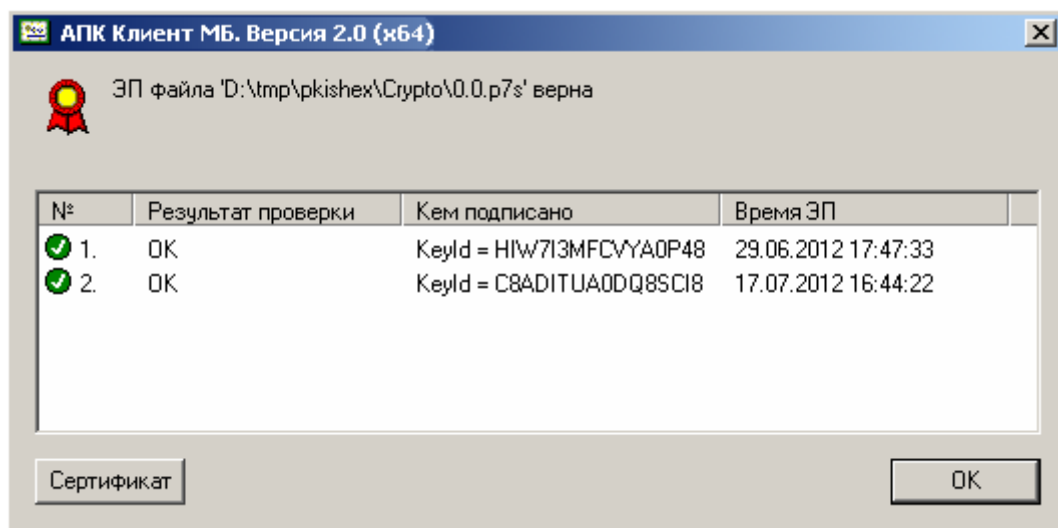 АПК Клиент МБ. Версия 2.0 (x64)
ЭП файла 'D:\tmp\pkishex\Crypto\0.0.p7s' верна
№ Результат проверки Кем подписано Время ЭП
1. OK KeyId = HIW7I3MFCVYA0P48 29.06.2012 17:47:33
2. OK KeyId = C8ADITUA0DQ8SCI8 17.07.2012 16:44:22
Сертификат OK